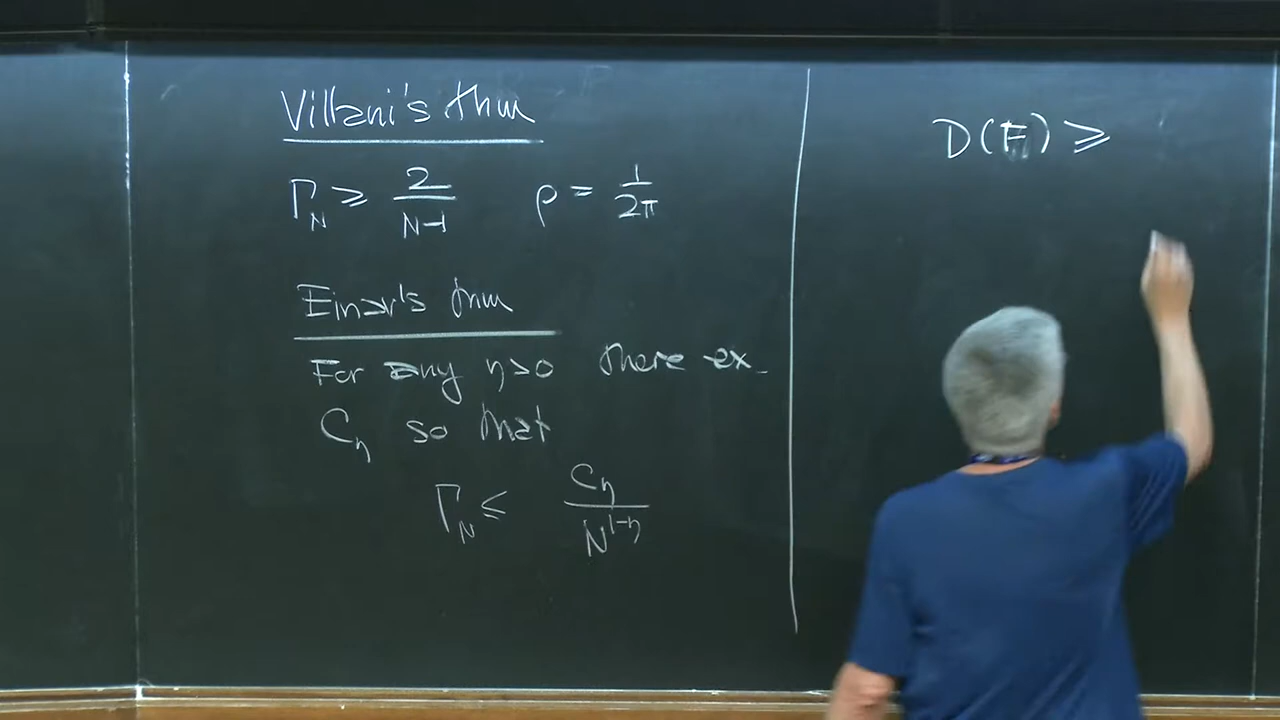 Villani's thm
Γ_N ≥ 2/(N-1) ρ = 1/2π
Einar's thm
For any η>0 there ex.
C_η so that
Γ_N ≤ C_η/N^{1-η}
D(F) ≥